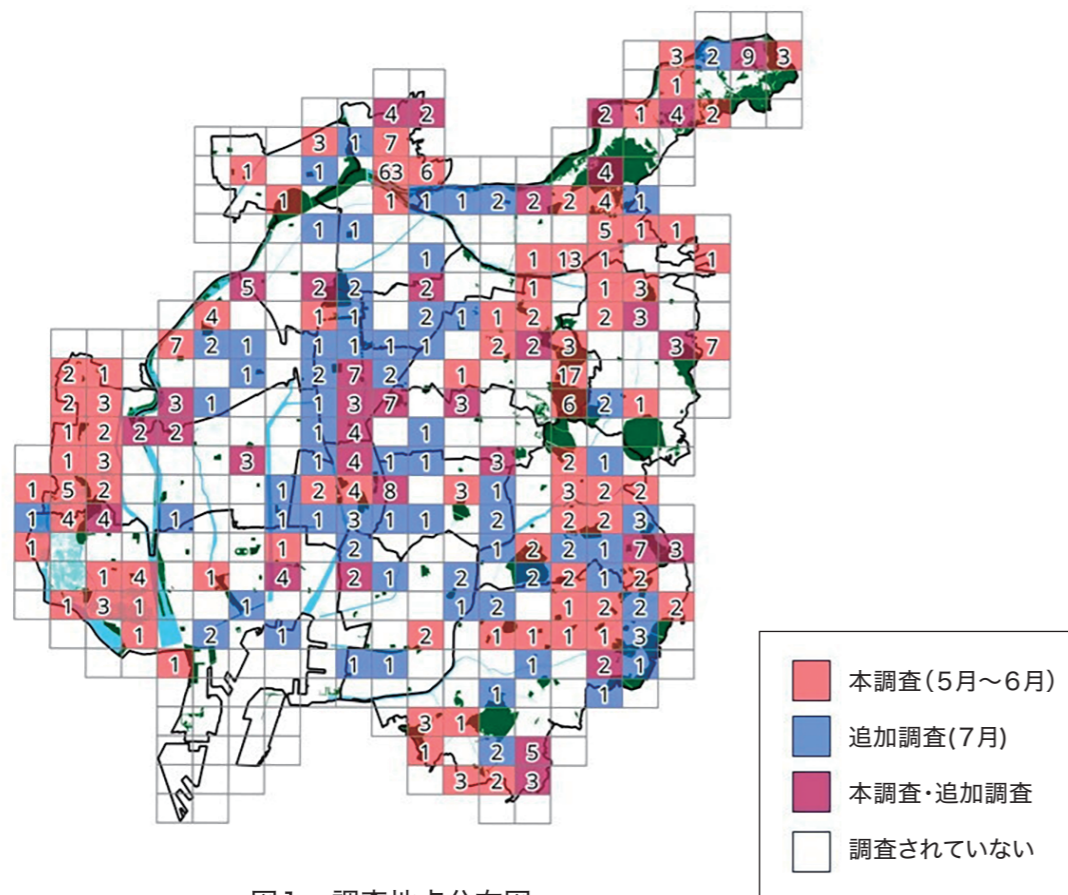 3 2 9 3
1
4 2 2 1 4 2
3 1 7
1 1 63 6 4
1 1 1 1 2 2 2 4 1
1 1 5 1 1
1 1 13 1 1
5 2 2 2 1 1 3
4 1 1 2 1 1 2 2 3
7 2 1 1 1 1 1 2 2 3 3 7
2 1 1 2 7 2 1 17
2 3 3 1 1 3 7 3 6 2 1
1 2 2 2 1 4 1
1 3 3 1 4 1 1 3 2 1
1 5 2 1 2 4 8 3 1 3 2 2
1 4 4 1 1 1 3 1 1 2 2 2 3
1 1 2 1 2 2 1 7 3
1 4 1 4 2 1 2 2 2 1 2
1 3 1 1 1 2 1 2 2 2
1 2 1 2 1 1 1 1 3
1 1 1 1 2 1
1 1
3 1
1 2 5
3 2 3
本調査(5月～6月)
追加調査(7月)
本調査・追加調査
調査されていない